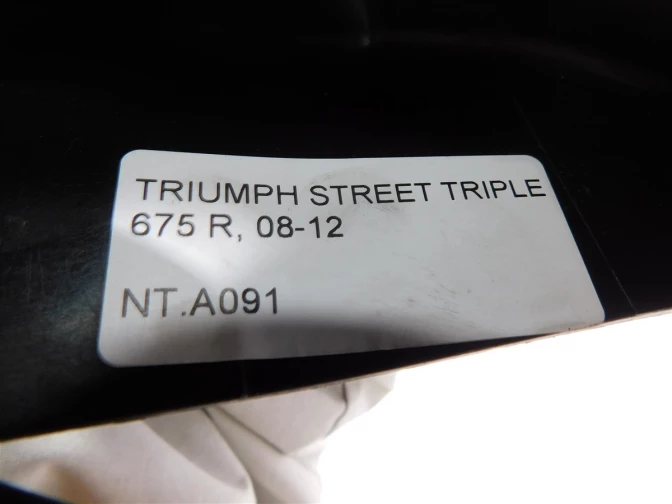 TRIUMPH STREET TRIPLE
675 R, 08-12
NT.A091